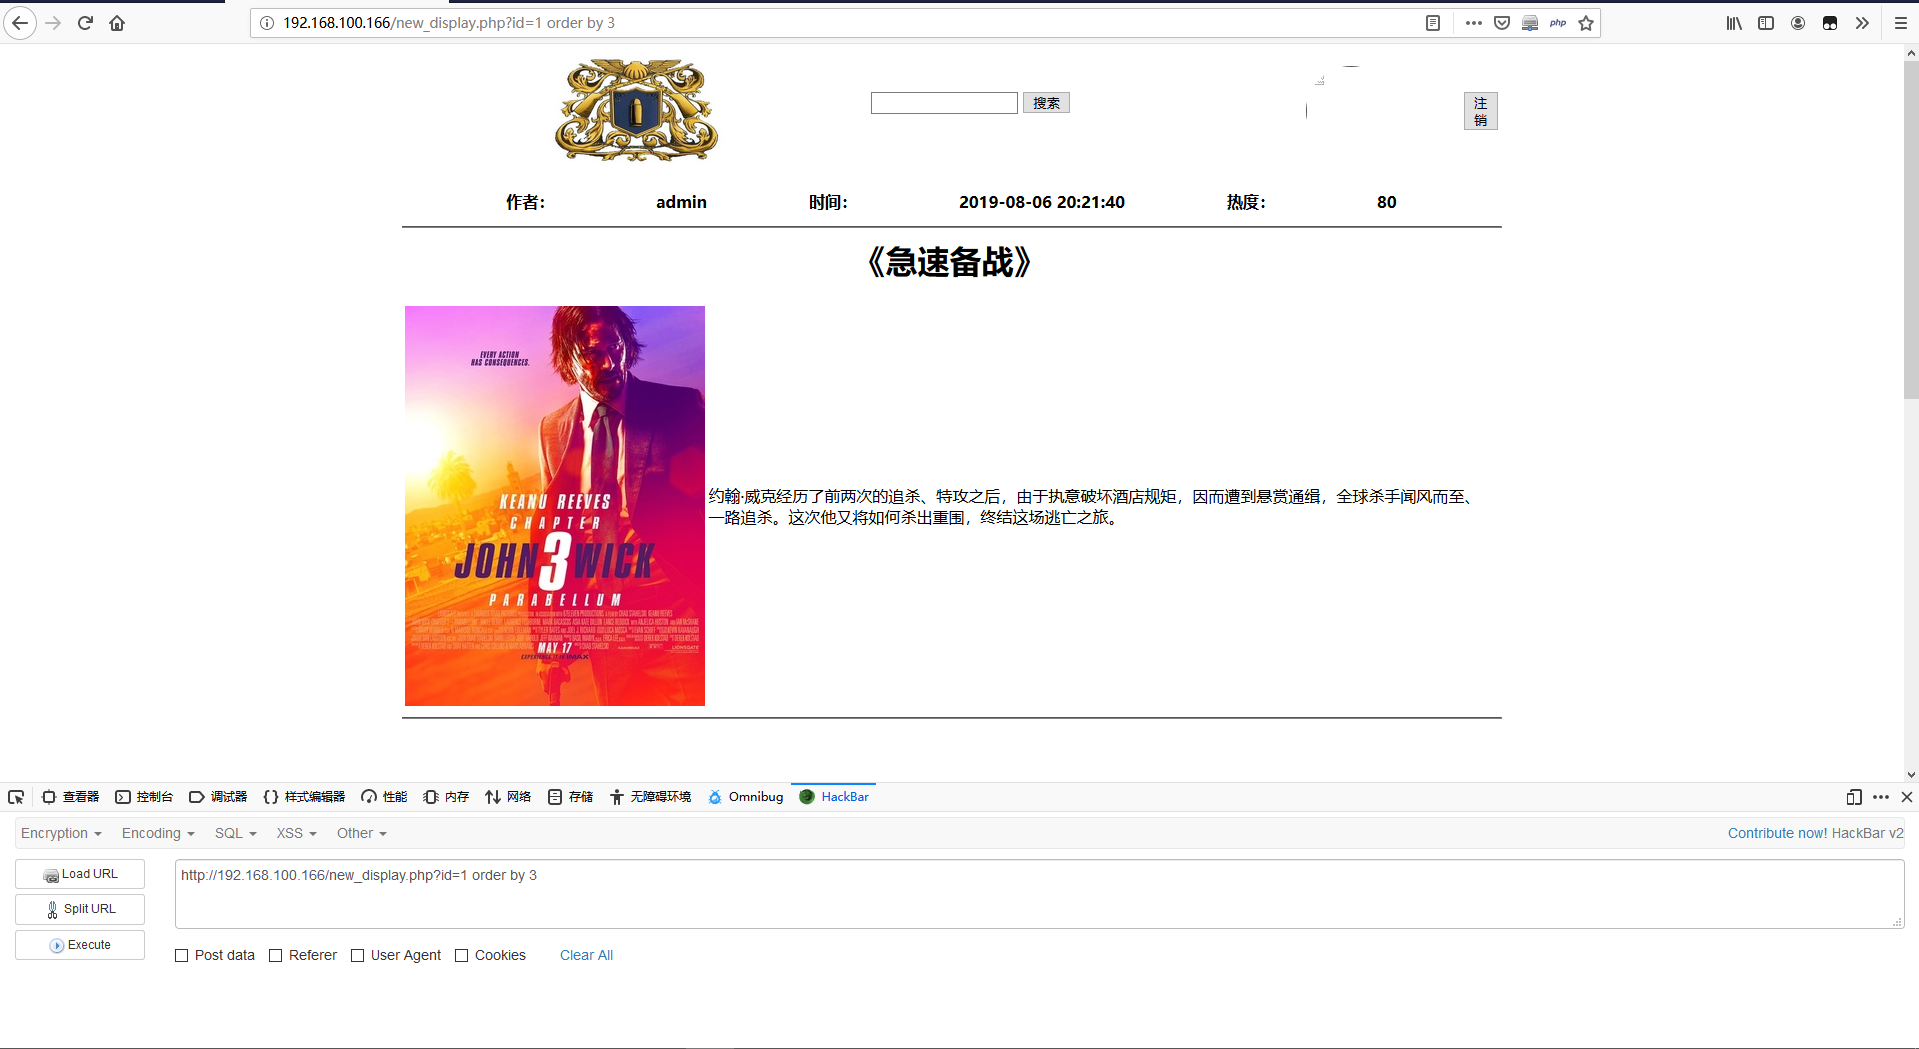 192.168.100.166/new_display.php?id=1 order by 3
php
搜索
注
销
作者：
admin
时间：
2019-08-06 20:21:40
热度：
80
《急速备战》
EVERY ACTION
HAS CONSEQUENCES.
KEANU REEVES
CHAPTER
JOHN 3 WICK
PARABELLUM
MAY 17
约翰·威克经历了前两次的追杀、特攻之后，由于执意破坏酒店规矩，因而遭到悬赏通缉，全球杀手闻风而至、
一路追杀。这次他又将如何杀出重围，终结这场逃亡之旅。
查看器
控制台
调试器
样式编辑器
性能
内存
网络
存储
无障碍环境
Omnibug
HackBar
Encryption
Encoding
SQL
XSS
Other
Contribute now! HackBar v2
Load URL
http://192.168.100.166/new_display.php?id=1 order by 3
Split URL
Execute
Post data
Referer
User Agent
Cookies
Clear All